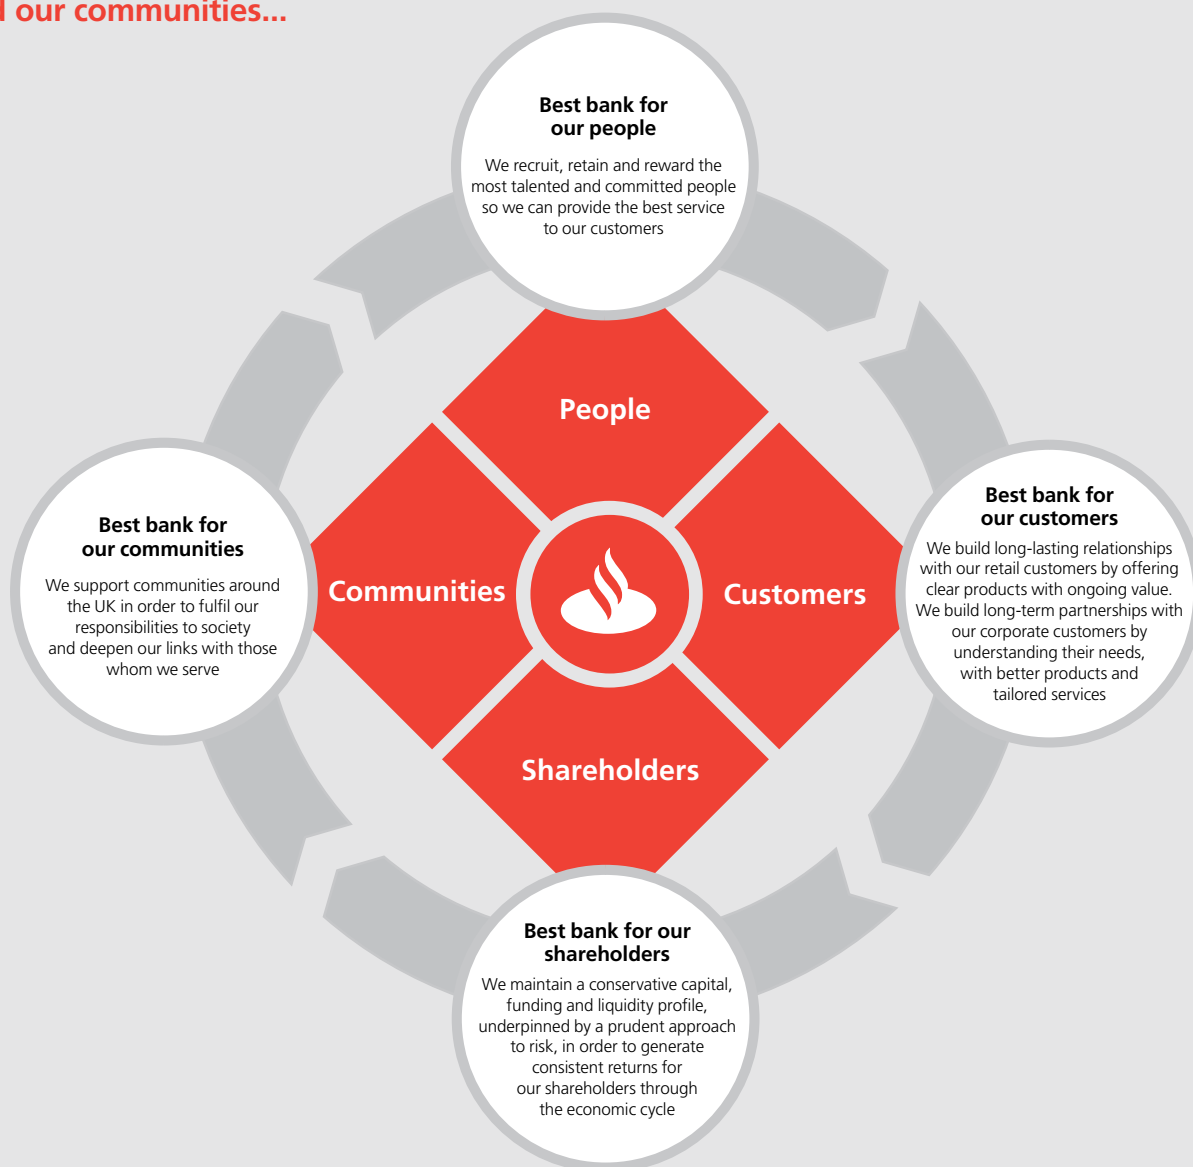 our communities...
Best bank for
our people
We recruit, retain and reward the
most talented and committed people
so we can provide the best service
to our customers
People
Best bank for
our communities
We support communities around
the UK in order to fulfil our
responsibilities to society
and deepen our links with those
whom we serve
Communities
Customers
Best bank for
our customers
We build long-lasting relationships
with our retail customers by offering
clear products with ongoing value.
We build long-term partnerships with
our corporate customers by
understanding their needs,
with better products and
tailored services
Shareholders
Best bank for our
shareholders
We maintain a conservative capital,
funding and liquidity profile,
underpinned by a prudent approach
to risk, in order to generate
consistent returns for
our shareholders through
the economic cycle